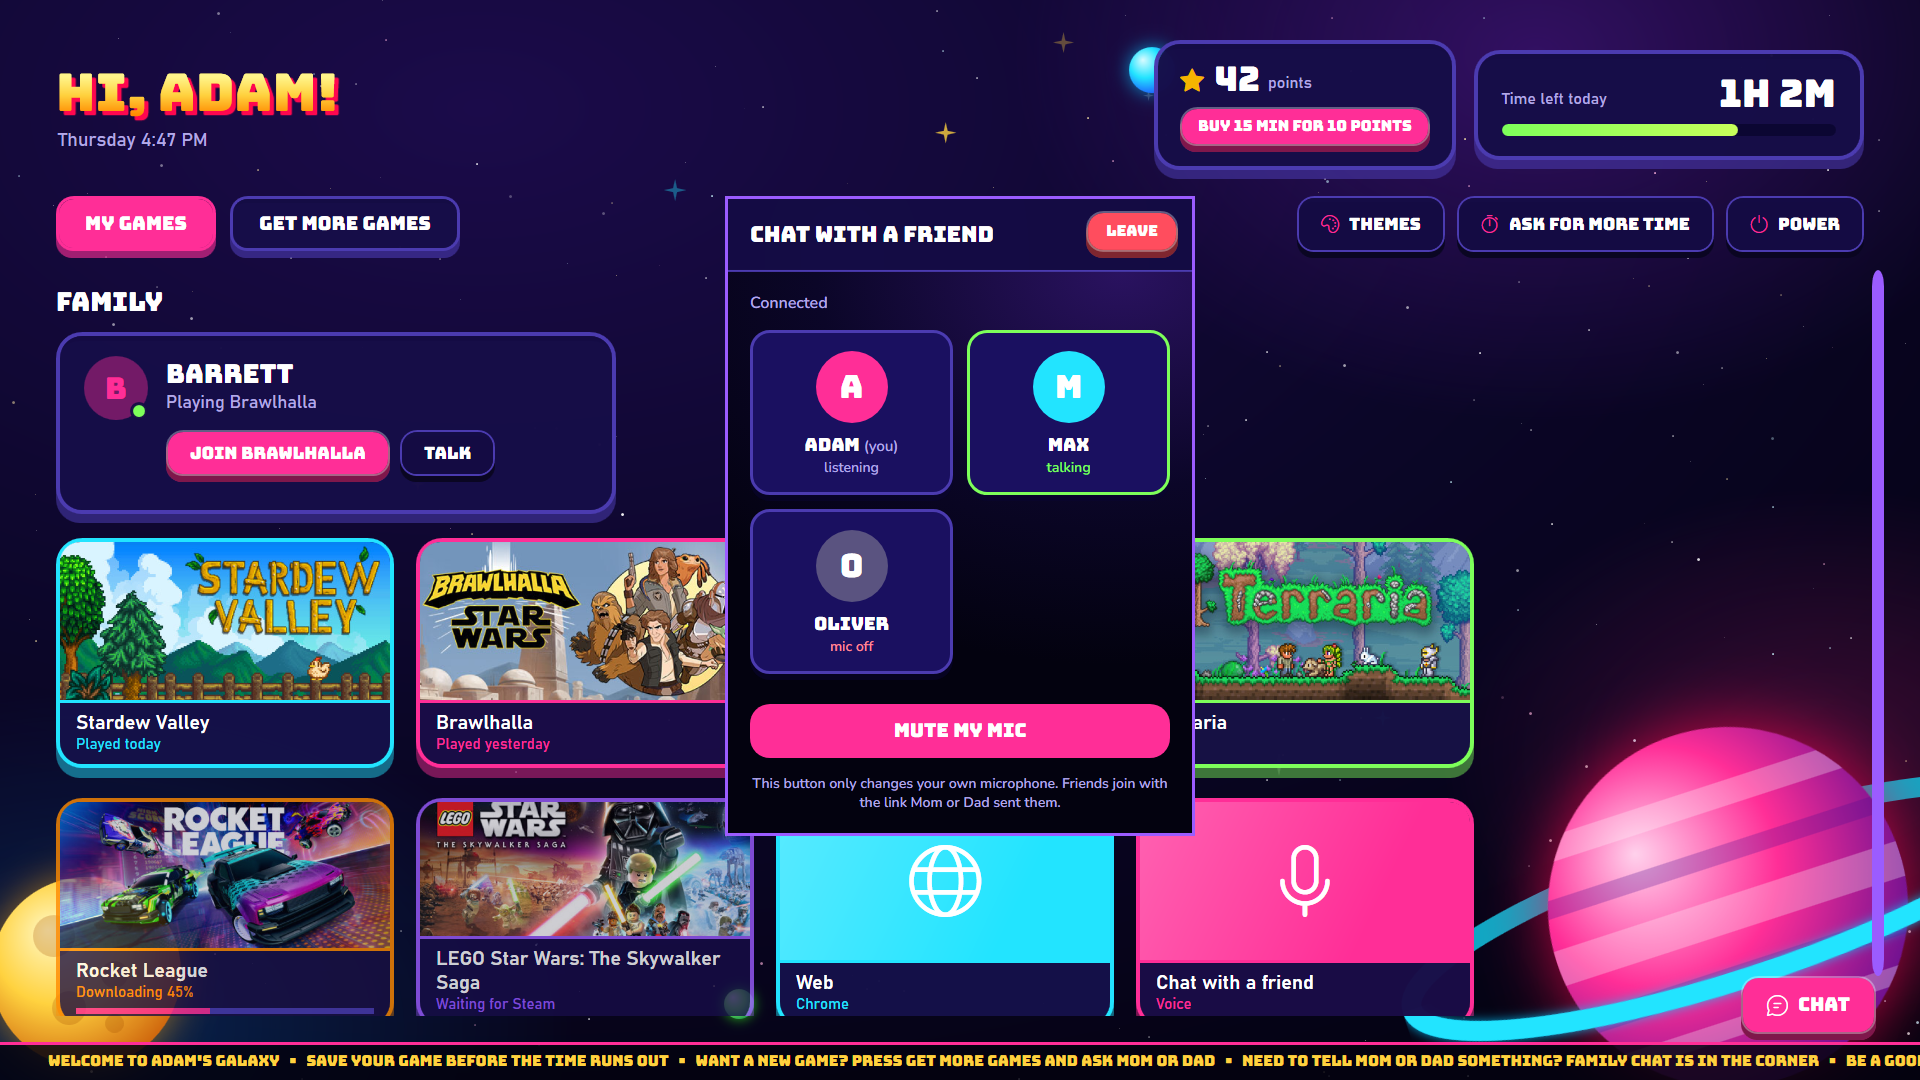 HI, ADAM!
Thursday 4:47 PM
42 points
BUY 15 MIN FOR 10 POINTS
Time left today
1H 2M
MY GAMES
GET MORE GAMES
THEMES
ASK FOR MORE TIME
POWER
FAMILY
B
BARRETT
Playing Brawlhalla
JOIN BRAWLHALLA
TALK
CHAT WITH A FRIEND
LEAVE
Connected
A
ADAM (you)
listening
M
MAX
talking
O
OLIVER
mic off
MUTE MY MIC
This button only changes your own microphone. Friends join with
the link Mom or Dad sent them.
STARDEW
VALLEY
Stardew Valley
Played today
BRAWLHALLA
STAR
WARS
Brawlhalla
Played yesterday
Terraria
aria
ROCKET
LEAGUE
Rocket League
Downloading 45%
LEGO
STAR
WARS
THE SKYWALKER SAGA
LEGO Star Wars: The Skywalker
Saga
Waiting for Steam
Web
Chrome
Chat with a friend
Voice
CHAT
WELCOME TO ADAM'S GALAXY ▪ SAVE YOUR GAME BEFORE THE TIME RUNS OUT ▪ WANT A NEW GAME? PRESS GET MORE GAMES AND ASK MOM OR DAD ▪ NEED TO TELL MOM OR DAD SOMETHING? FAMILY CHAT IS IN THE CORNER ▪ BE A GOO